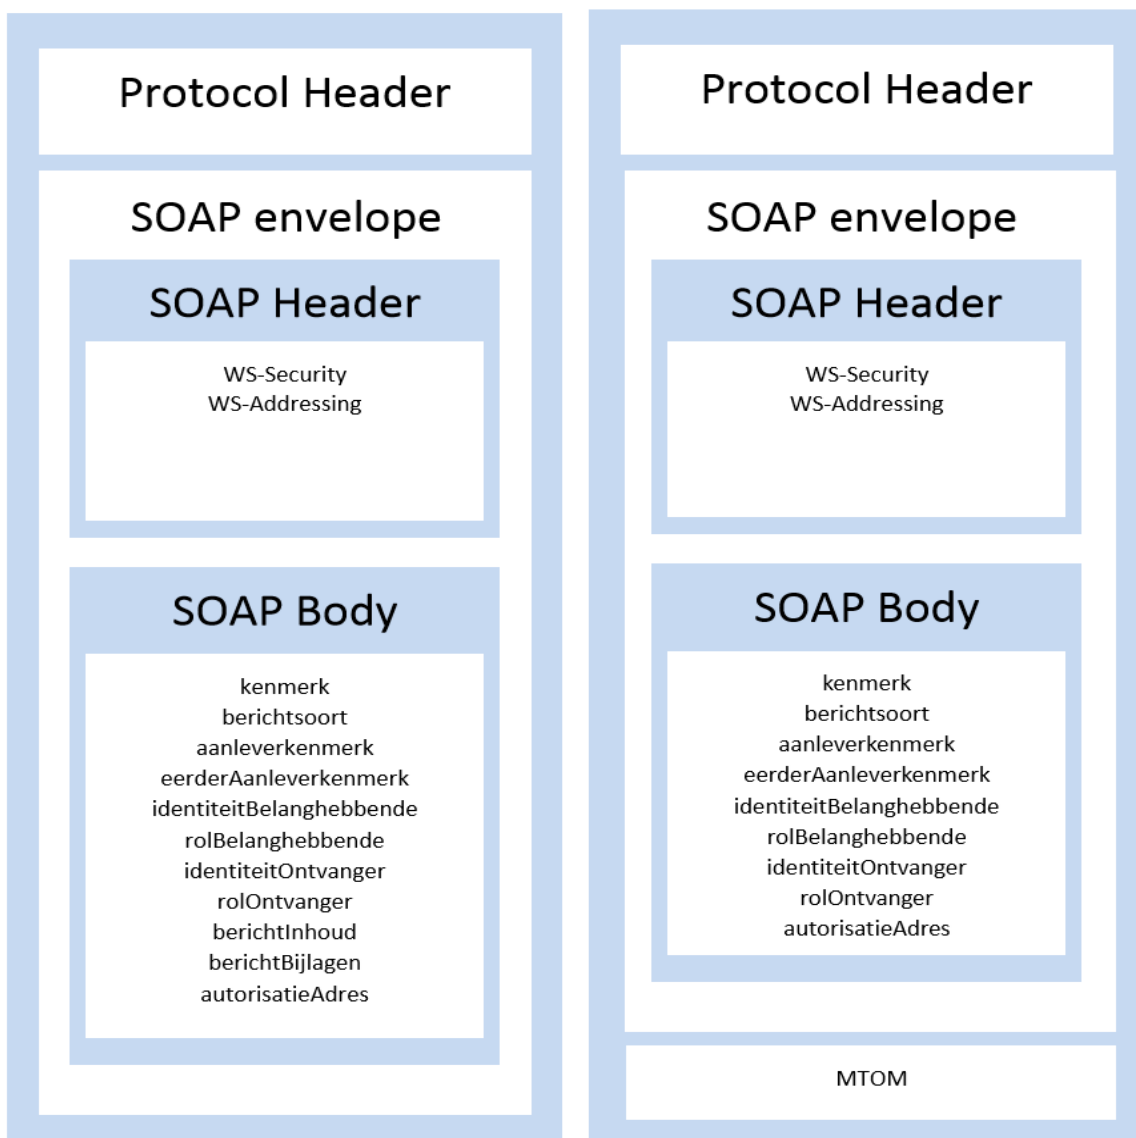 Protocol Header
SOAP envelope
SOAP Header
WS-Security
WS-Addressing
SOAP Body
kenmerk
berichtsoort
aanleverkenmerk
eerderAanleverkenmerk
identiteitBelanghebbende
rolBelanghebbende
identiteitOntvanger
rolOntvanger
berichtInhoud
berichtBijlagen
autorisatieAdres
Protocol Header
SOAP envelope
SOAP Header
WS-Security
WS-Addressing
SOAP Body
kenmerk
berichtsoort
aanleverkenmerk
eerderAanleverkenmerk
identiteitBelanghebbende
rolBelanghebbende
identiteitOntvanger
rolOntvanger
autorisatieAdres
MTOM